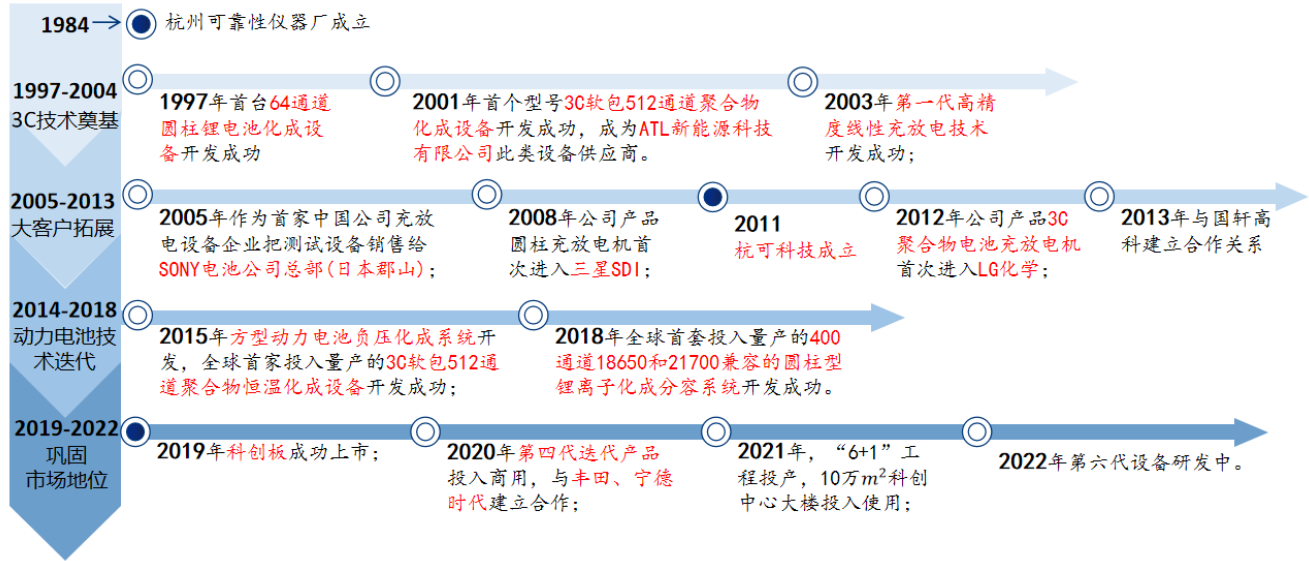 1984
杭州可靠性仪器厂成立
1997-2004
3C技术奠基
1997年首台64通道
圆柱锂电池化成设
备开发成功
2001年首个型号3C软包512通道聚合物
化成设备开发成功，成为ATL新能源科技
有限公司此类设备供应商。
2003年第一代高精
度线性充放电技术
开发成功；
2005-2013
大客户拓展
2005年作为首家中国公司充放
电设备企业把测试设备销售给
SONY电池公司总部(日本郡山)；
2008年公司产品
圆柱充放电机首
次进入三星SDI；
2011
杭可科技成立
2012年公司产品3C
聚合物电池充放电机
首次进入LG化学；
2013年与国轩高
科建立合作关系
2014-2018
动力电池技
术迭代
2015年方型动力电池负压化成系统开
发，全球首家投入量产的3C软包512通
道聚合物恒温化成设备开发成功；
2018年全球首套投入量产的400
通道18650和21700兼容的圆柱型
锂离子化成分容系统开发成功。
2019-2022
巩固
市场地位
2019年科创板成功上市；
2020年第四代迭代产品
投入商用，与丰田、宁德
时代建立合作；
2021年，“6+1”工
程投产，10万m²科创
中心大楼投入使用；
2022年第六代设备研发中。